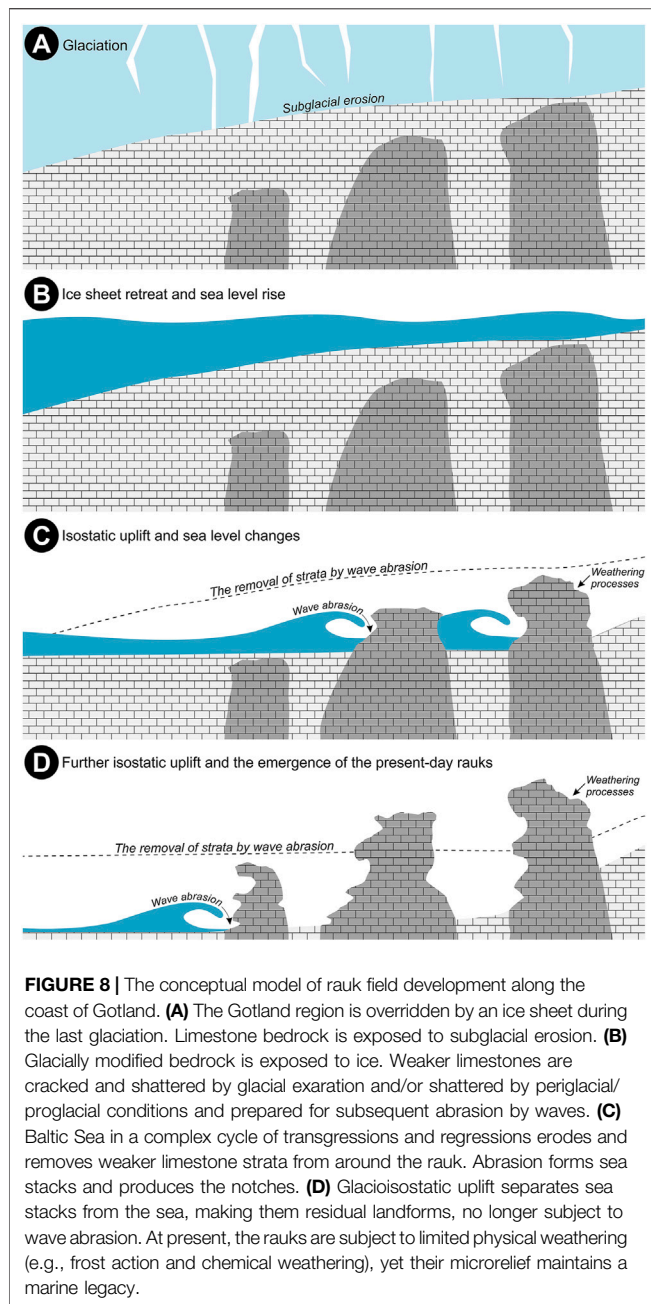 A Glaciation
Subglacial erosion
B Ice sheet retreat and sea level rise
C Isostatic uplift and sea level changes
The removal of strata by wave abrasion
Weathering
processes
Wave abrasion
D Further isostatic uplift and the emergence of the present-day rauks
Weathering
processes
The removal of strata by wave abrasion
Wave abrasion
FIGURE 8 | The conceptual model of rauk field development along the
coast of Gotland. (A) The Gotland region is overridden by an ice sheet during
the last glaciation. Limestone bedrock is exposed to subglacial erosion. (B)
Glacially modified bedrock is exposed to ice. Weaker limestones are
cracked and shattered by glacial exaration and/or shattered by periglacial/
proglacial conditions and prepared for subsequent abrasion by waves. (C)
Baltic Sea in a complex cycle of transgressions and regressions erodes and
removes weaker limestone strata from around the rauk. Abrasion forms sea
stacks and produces the notches. (D) Glacioisostatic uplift separates sea
stacks from the sea, making them residual landforms, no longer subject to
wave abrasion. At present, the rauks are subject to limited physical weathering
(e.g., frost action and chemical weathering), yet their microrelief maintains a
marine legacy.